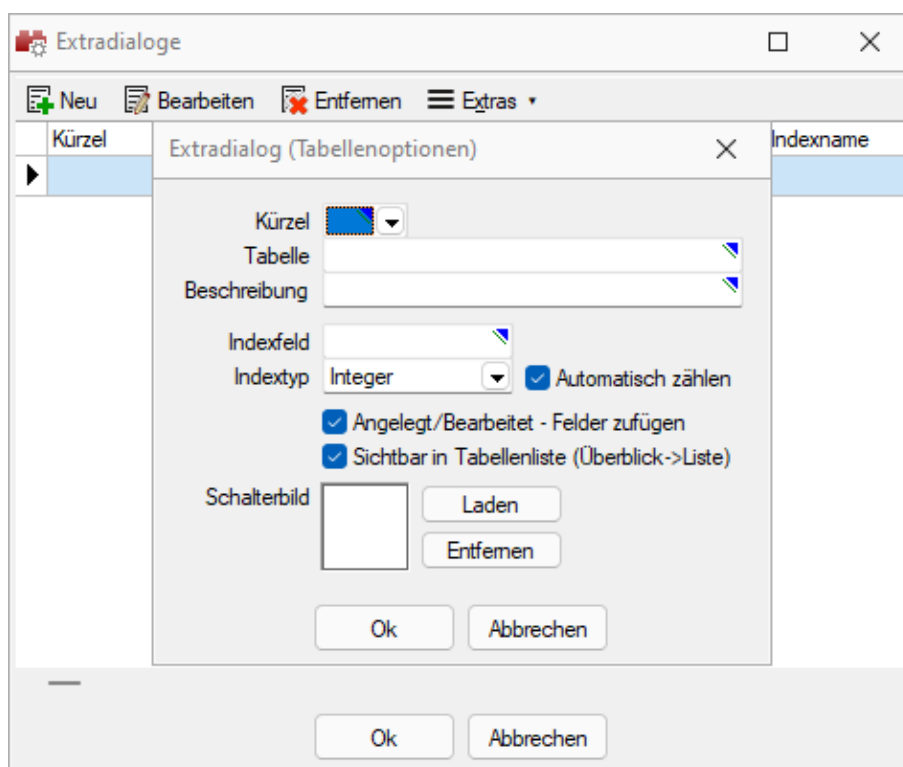 Extradialoge
Neu Bearbeiten Entfernen Extras
Kürzel Indexname
Extradialog (Tabellenoptionen)
Kürzel
Tabelle
Beschreibung
Indexfeld
Indextyp Integer Automatisch zählen
Angelegt/Bearbeitet - Felder zufügen
Sichtbar in Tabellenliste (Überblick->Liste)
Schalterbild Laden
Entfernen
Ok Abbrechen
Ok Abbrechen